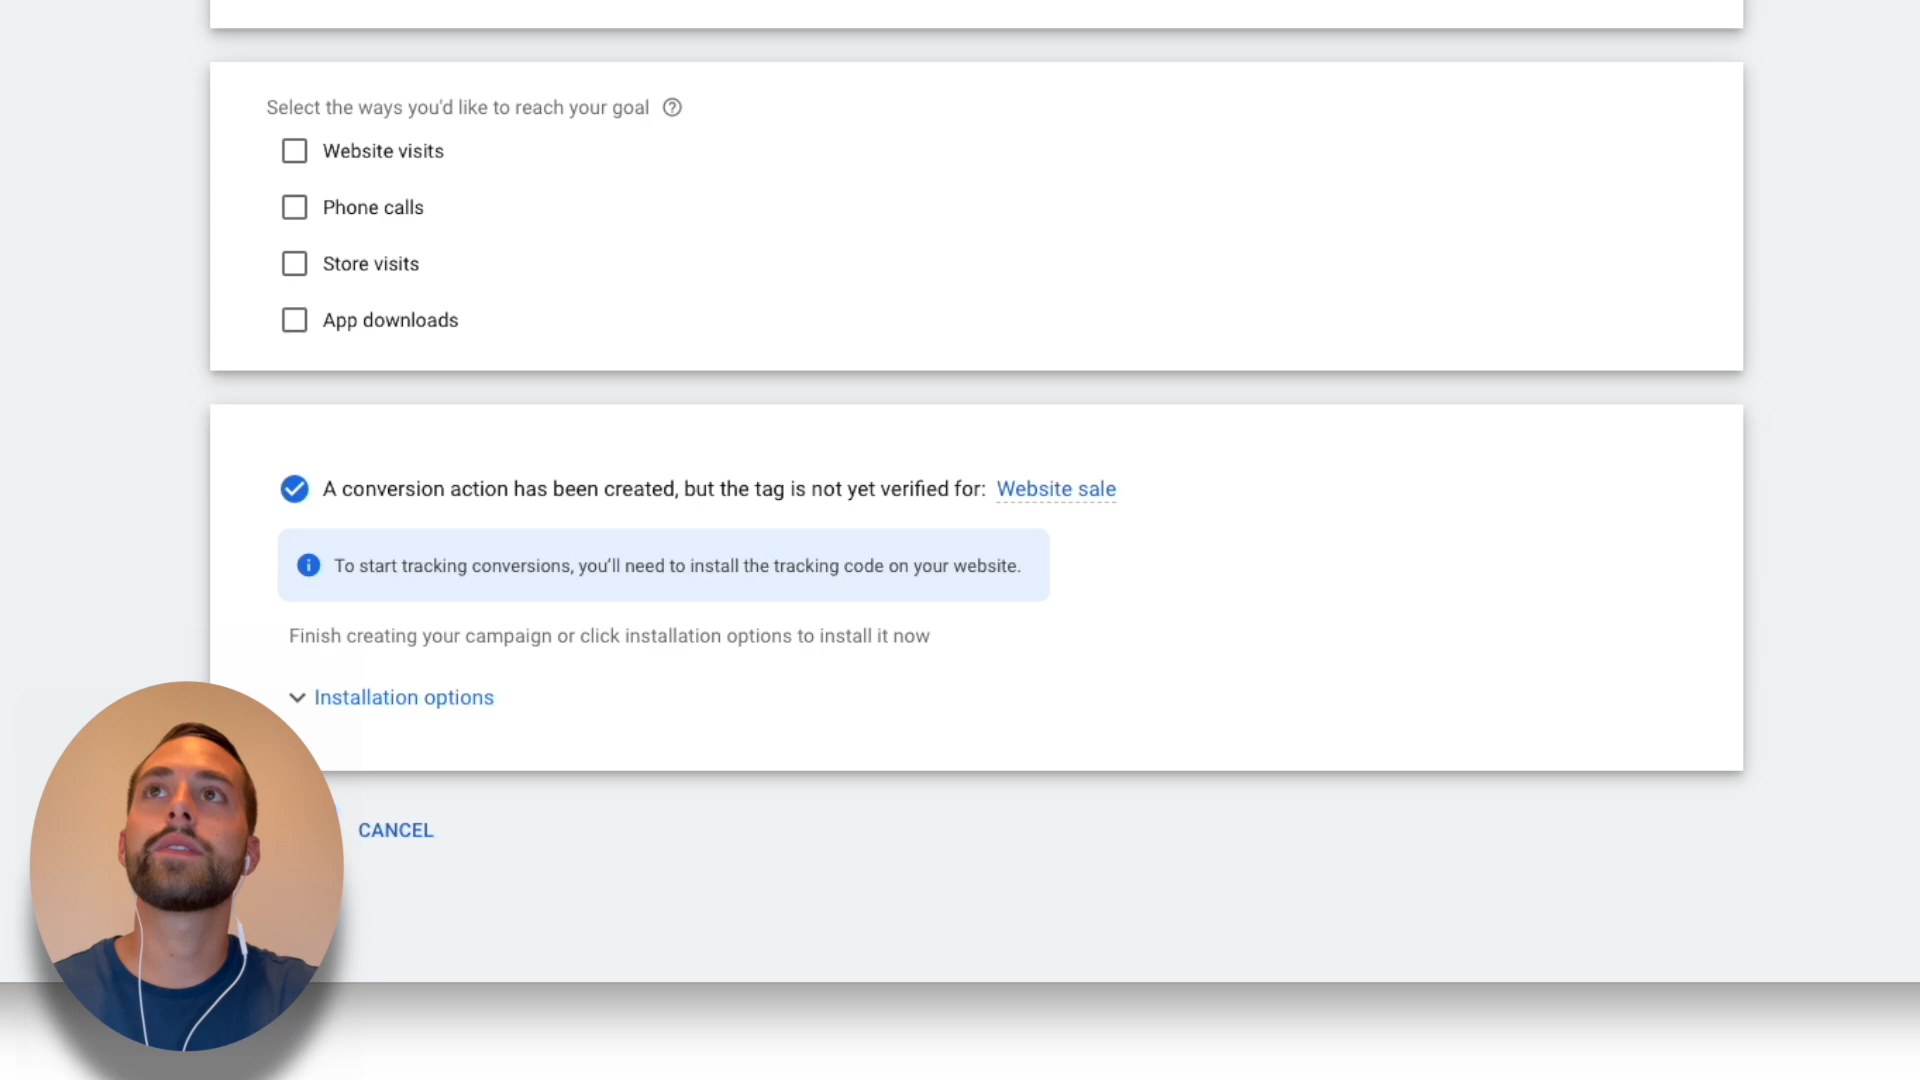 Select the ways you'd like to reach your goal
Website visits
Phone calls
Store visits
App downloads
A conversion action has been created, but the tag is not yet verified for: Website sale
To start tracking conversions, you’ll need to install the tracking code on your website.
Finish creating your campaign or click installation options to install it now
Installation options
CANCEL